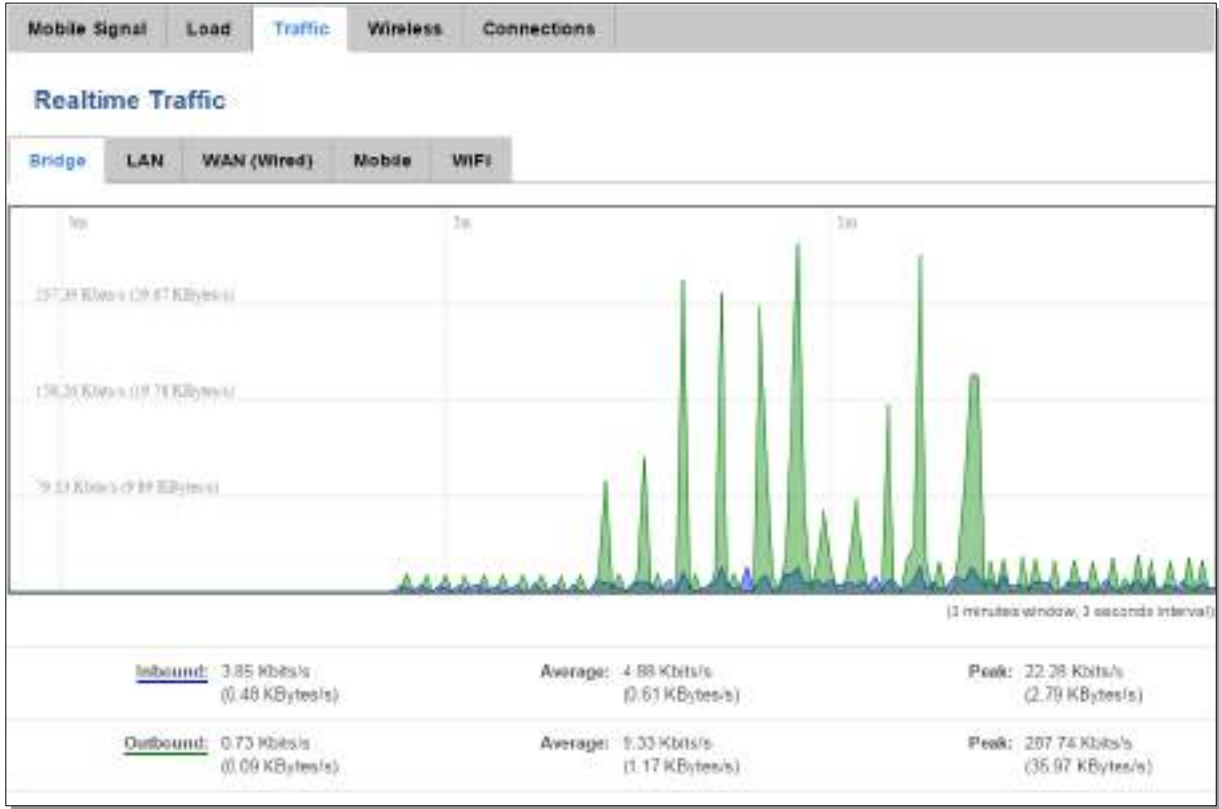 Mobile Signal Load Traffic Wireless Connections
Realtime Traffic
Bridge LAN WAN (Wired) Mobile WiFi
3m 2m 1m
(3 minutes window, 3 seconds interval)
Inbound: 3.85 Kbits/s Average: 4.88 Kbits/s Peak: 22.28 Kbits/s
(0.48 KBytes/s) (0.61 KBytes/s) (2.79 KBytes/s)
Outbound: 0.73 Kbits/s Average: 9.33 Kbits/s Peak: 287.74 Kbits/s
(0.09 KBytes/s) (1.17 KBytes/s) (35.97 KBytes/s)